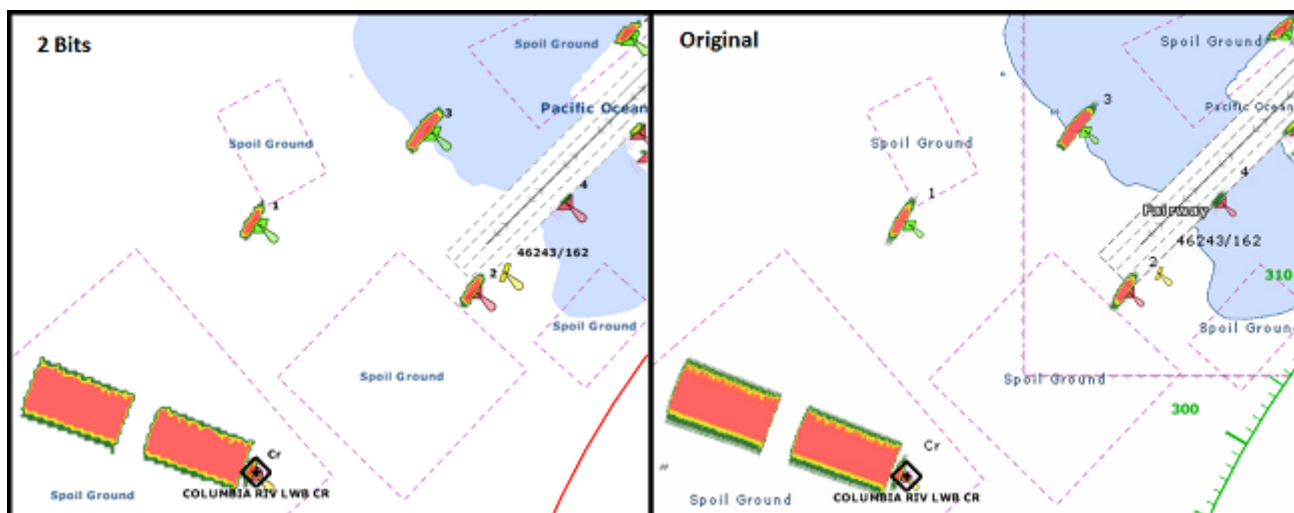 2 Bits
Spoil Ground
Pacific Ocean
3
Spoil Ground
4
1
46243/162
2
Spoil Ground
Spoil Ground
Cr
COLUMBIA RIV LWB CR
Spoil Ground
Original
Spoil Ground
Pacific Ocean
3
Spoil Ground
4
1
Fairway
46243/162
2
310
Spoil Ground
Spoil Ground
300
Cr
COLUMBIA RIV LWB CR
Spoil Ground